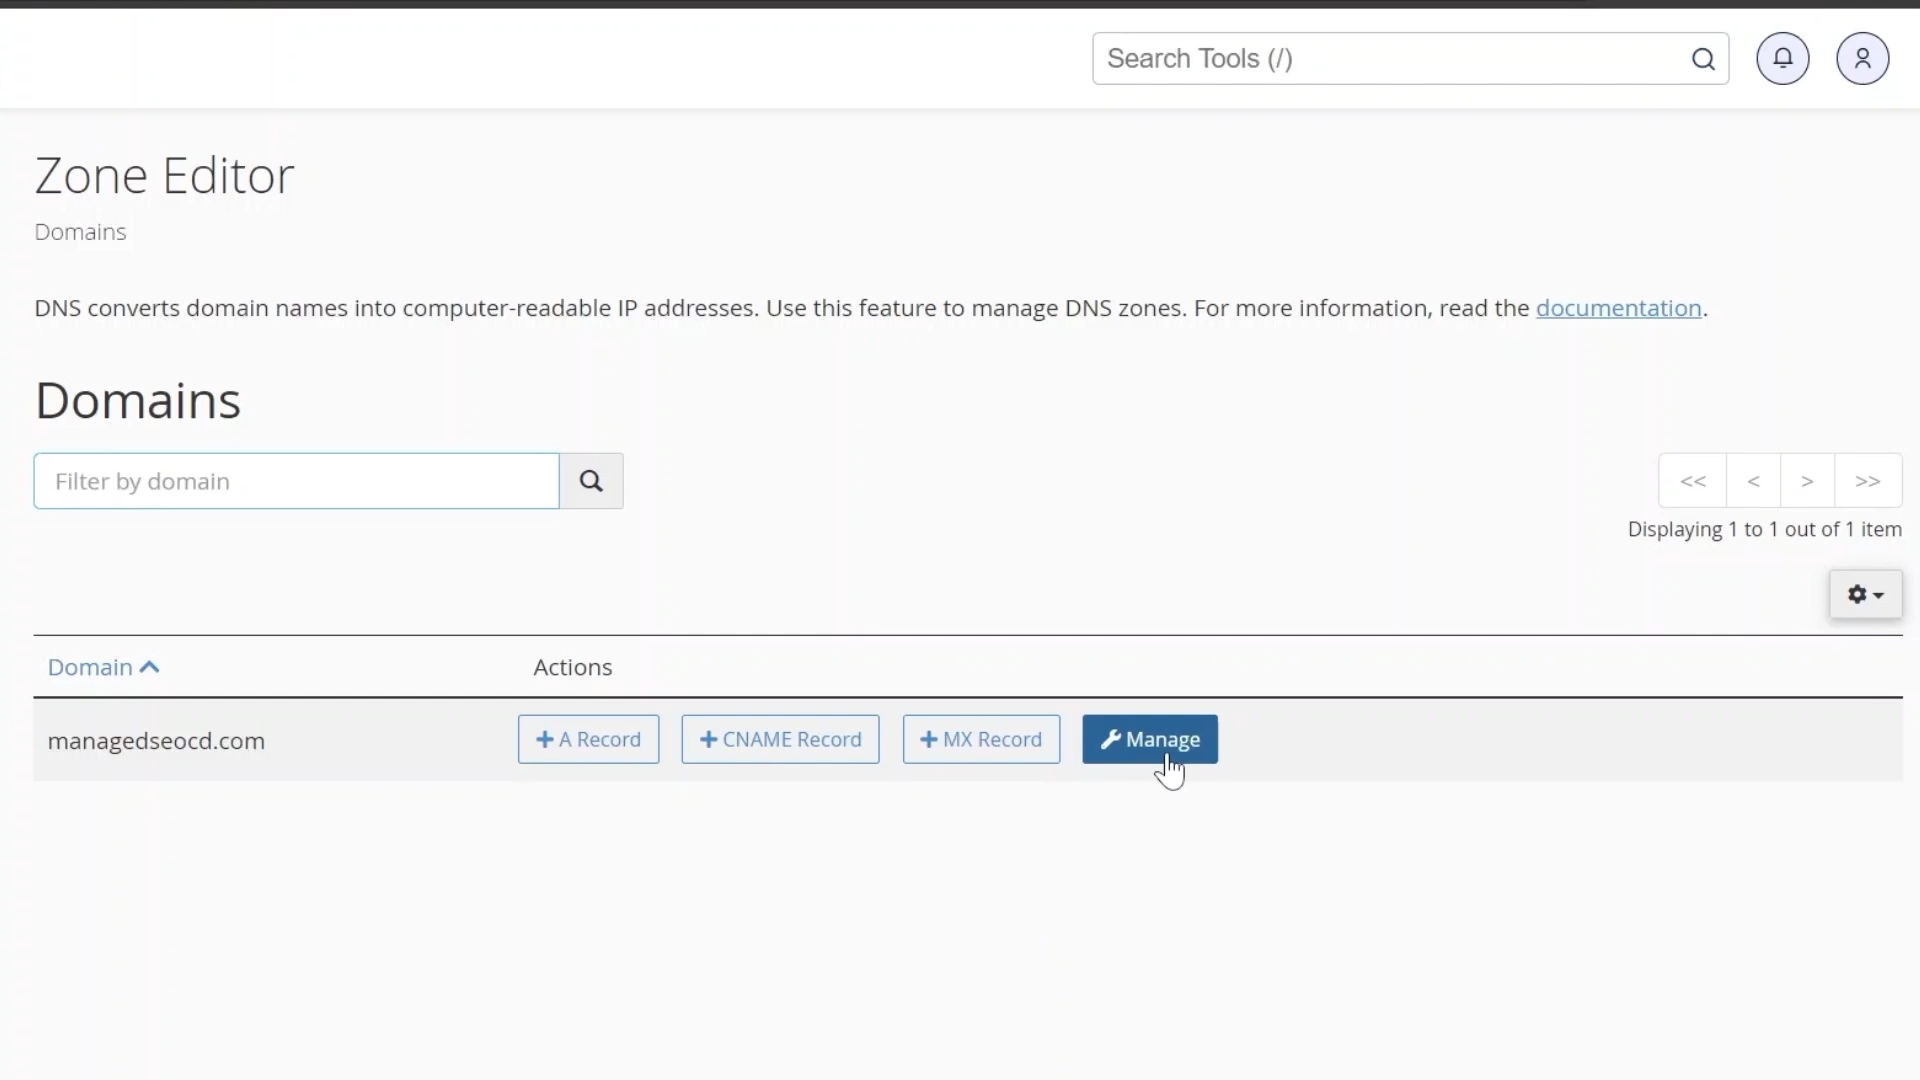 Search Tools (/)
Zone Editor
Domains
DNS converts domain names into computer-readable IP addresses. Use this feature to manage DNS zones. For more information, read the documentation.
Domains
Filter by domain
<< < > >>
Displaying 1 to 1 out of 1 item
Domain Actions
managedseocd.com + A Record + CNAME Record + MX Record Manage